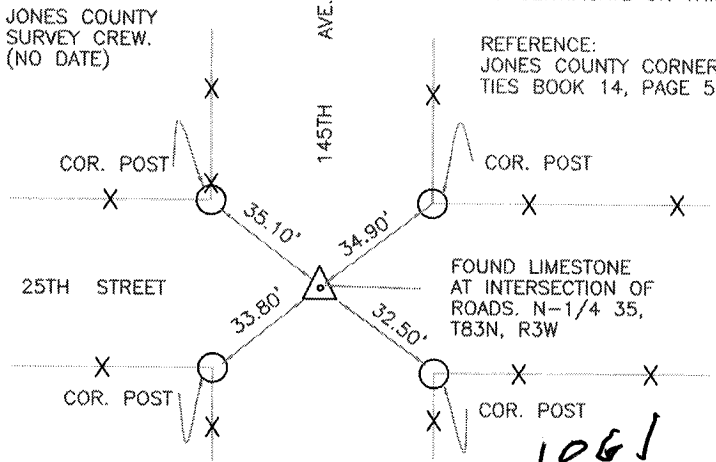 JONES COUNTY
SURVEY CREW.
(NO DATE)
AVE.
145TH
REFERENCE:
JONES COUNTY CORNER
TIES BOOK 14, PAGE 5
COR. POST
COR. POST
35.10'
34.90'
25TH STREET
FOUND LIMESTONE
AT INTERSECTION OF
ROADS. N-1/4 35,
T83N, R3W
33.80'
32.50'
COR. POST
COR. POST